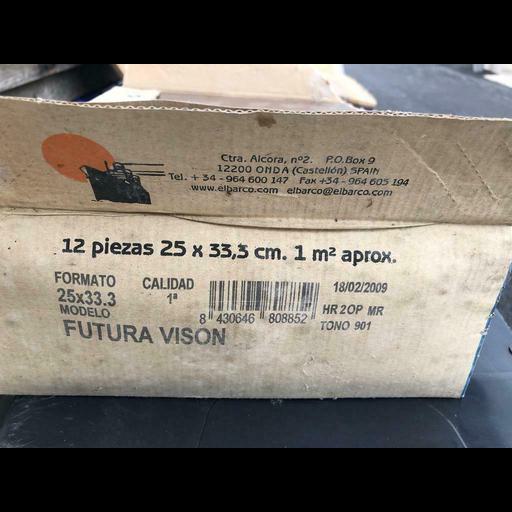 Ctra. Alcora, nº2. P.O.Box 9
12200 ONDA (Castellón) SPAIN
Tel. + 34 - 964 600 147 Fax +34 - 964 605 194
www.elbarco.com elbarco@elbarco.com
12 piezas 25 x 33,3 cm. 1 m² aprox.
FORMATO CALIDAD 18/02/2009
25x33.3 1ª HR2OP MR
MODELO 8 430646 808852 TONO 901
FUTURA VISON